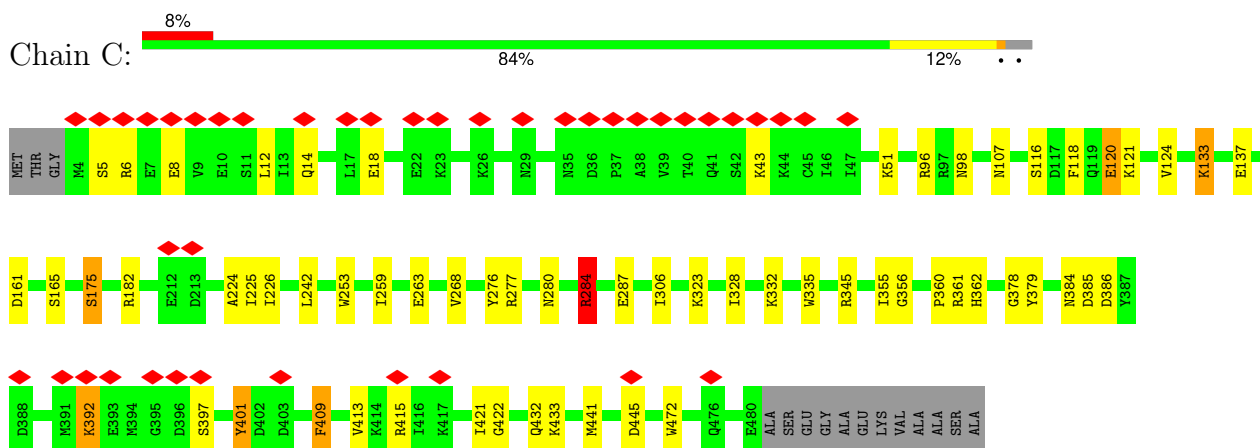 8%
Chain C:
84% 12% • •
MET THR GLY M4 S5 R6 E7 E8 V9 E10 S11 L12 I13 Q14 L17 E18 E22 K23 K26 N29 N35 D36 P37 A38 V39 T40 Q41 S42 K43 K44 C45 I46 I47 K51 R96 R97 N98 N107 S116 D117 F118 Q119 E120 K121 V124 K133 E137
D161 S165 S175 R182 E212 D213 A224 I225 I226 L242 W253 I259 E263 V268 Y276 R277 N280 R284 E287 I306 K323 I328 K332 W335 R345 I355 G356 P360 R361 H362 G378 Y379 N384 D385 D386 Y387
D388 M391 K392 E393 M394 G395 D396 S397 Y401 D402 D403 F409 V413 K414 R415 I416 K417 I421 G422 Q432 K433 M441 D445 W472 Q476 E480 ALA SER GLU GLY ALA GLU LYS VAL ALA ALA SER ALA